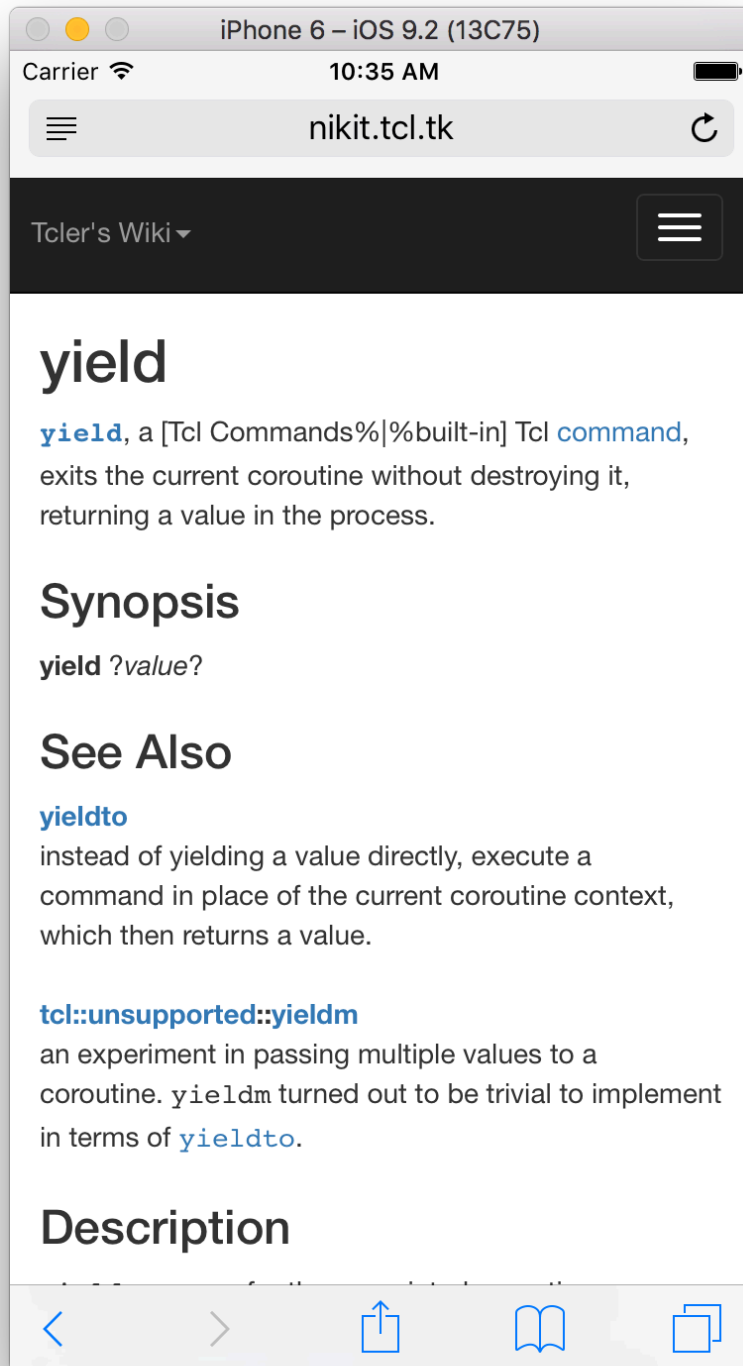 iPhone 6 – iOS 9.2 (13C75)
Carrier 10:35 AM
nikit.tcl.tk
Tcler's Wiki
yield
yield, a [Tcl Commands%|%built-in] Tcl command,
exits the current coroutine without destroying it,
returning a value in the process.
Synopsis
yield ?value?
See Also
yieldto
instead of yielding a value directly, execute a
command in place of the current coroutine context,
which then returns a value.
tcl::unsupported::yieldm
an experiment in passing multiple values to a
coroutine. yieldm turned out to be trivial to implement
in terms of yieldto.
Description